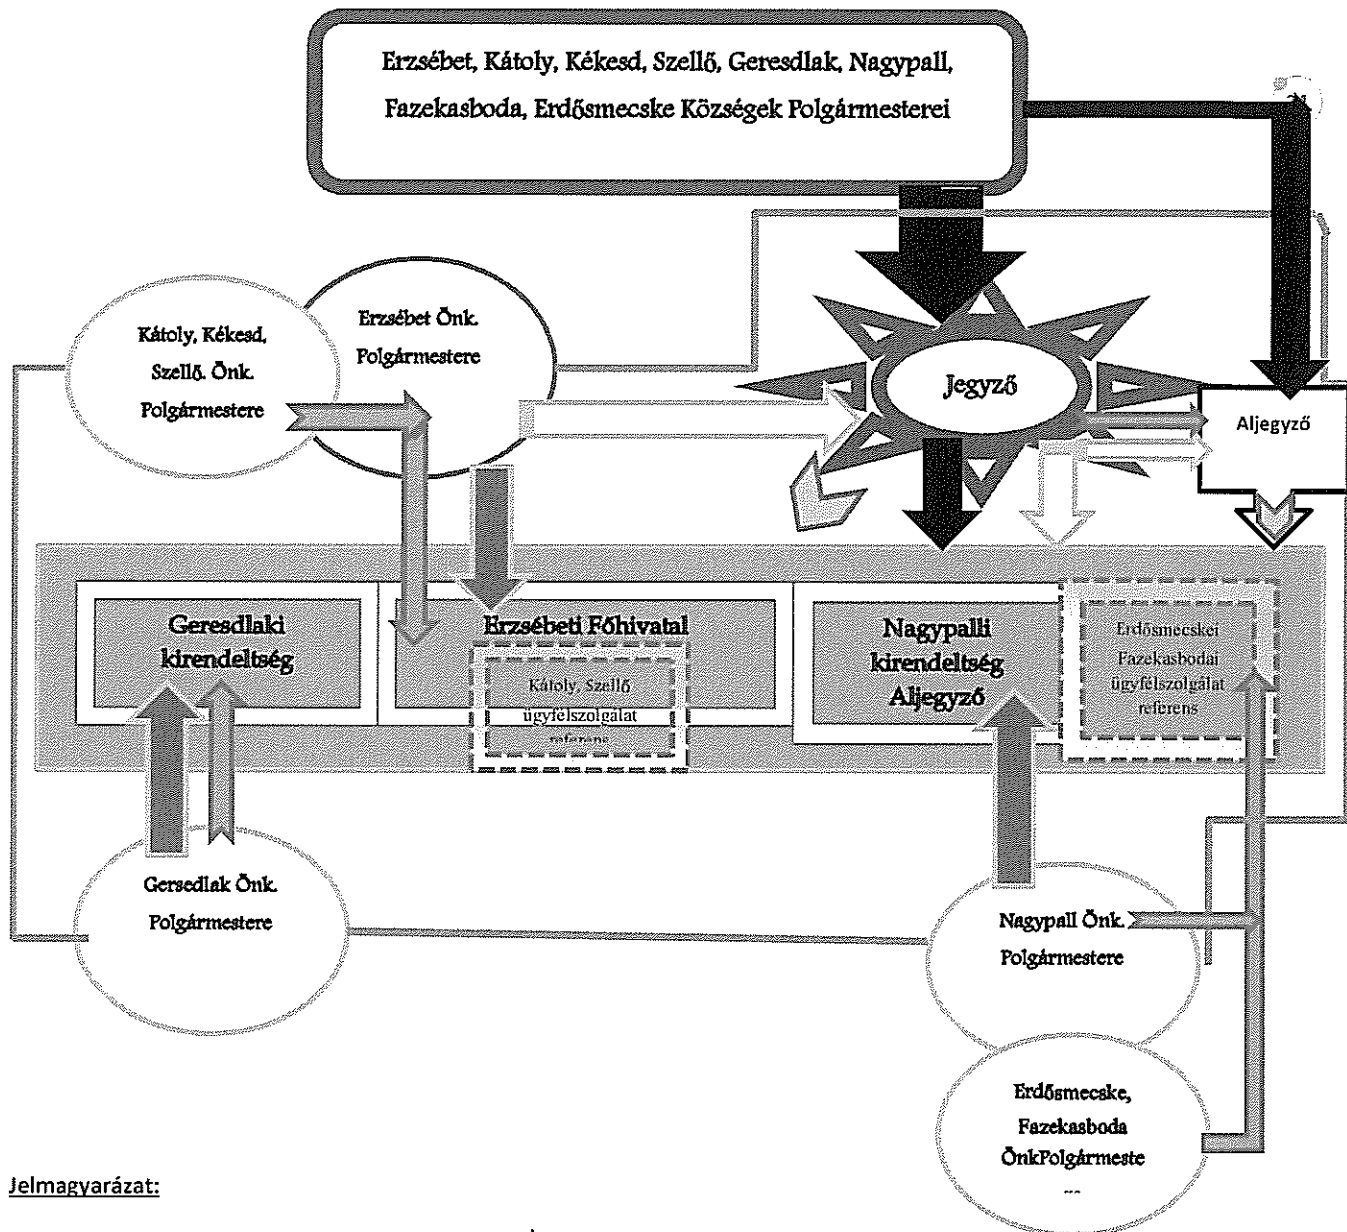 Erzsébet, Kátoly, Kékesd, Szellő, Geresdlak, Nagypall,
Fazekasboda, Erdősmecske Községek Polgármesterei
Kátoly, Kékesd,
Szellő. Önk.
Polgármestere
Erzsébet Önk.
Polgármestere
Jegyző
Aljegyző
Geresdlaki
kirendeltség
Erzsébeti Főhivatal
Kátoly, Szellő
ügyfélszolgálat
referens
Nagypalli
kirendeltség
Aljegyző
Erdősmecskei
Fazekasbodai
ügyfélszolgálat
referens
Gersedlak Önk.
Polgármestere
Nagypall Önk.
Polgármestere
Erdősmecske,
Fazekasboda
ÖnkPolgármeste
Jelmagyarázat: